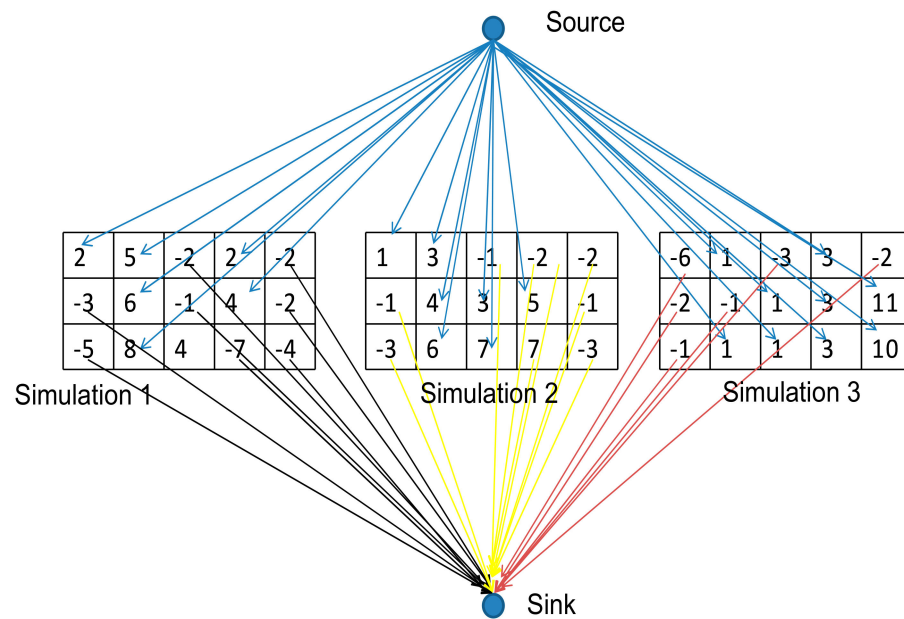 Source
2 5 -2 2 -2 1 3 -1 -2 -2 -6 1 -3 3 -2
-3 6 -1 4 -2 -1 4 3 5 -1 -2 -1 1 3 11
-5 8 4 -7 -4 -3 6 7 7 -3 -1 1 1 3 10
Simulation 1 Simulation 2 Simulation 3
Sink